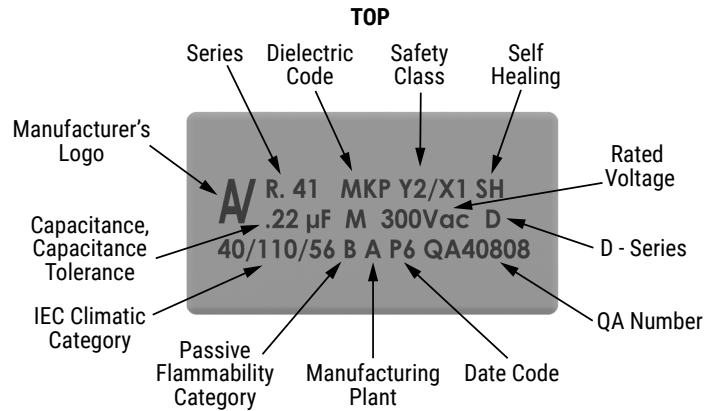 TOP
Series
Dielectric
Code
Safety
Class
Self
Healing
Manufacturer's
Logo
Rated
Voltage
R. 41 MKP Y2/X1 SH
.22 µF M 300Vac D
40/110/56 B A P6 QA40808
Capacitance,
Capacitance
Tolerance
D - Series
IEC Climatic
Category
QA Number
Passive
Flammability
Category
Manufacturing
Plant
Date Code